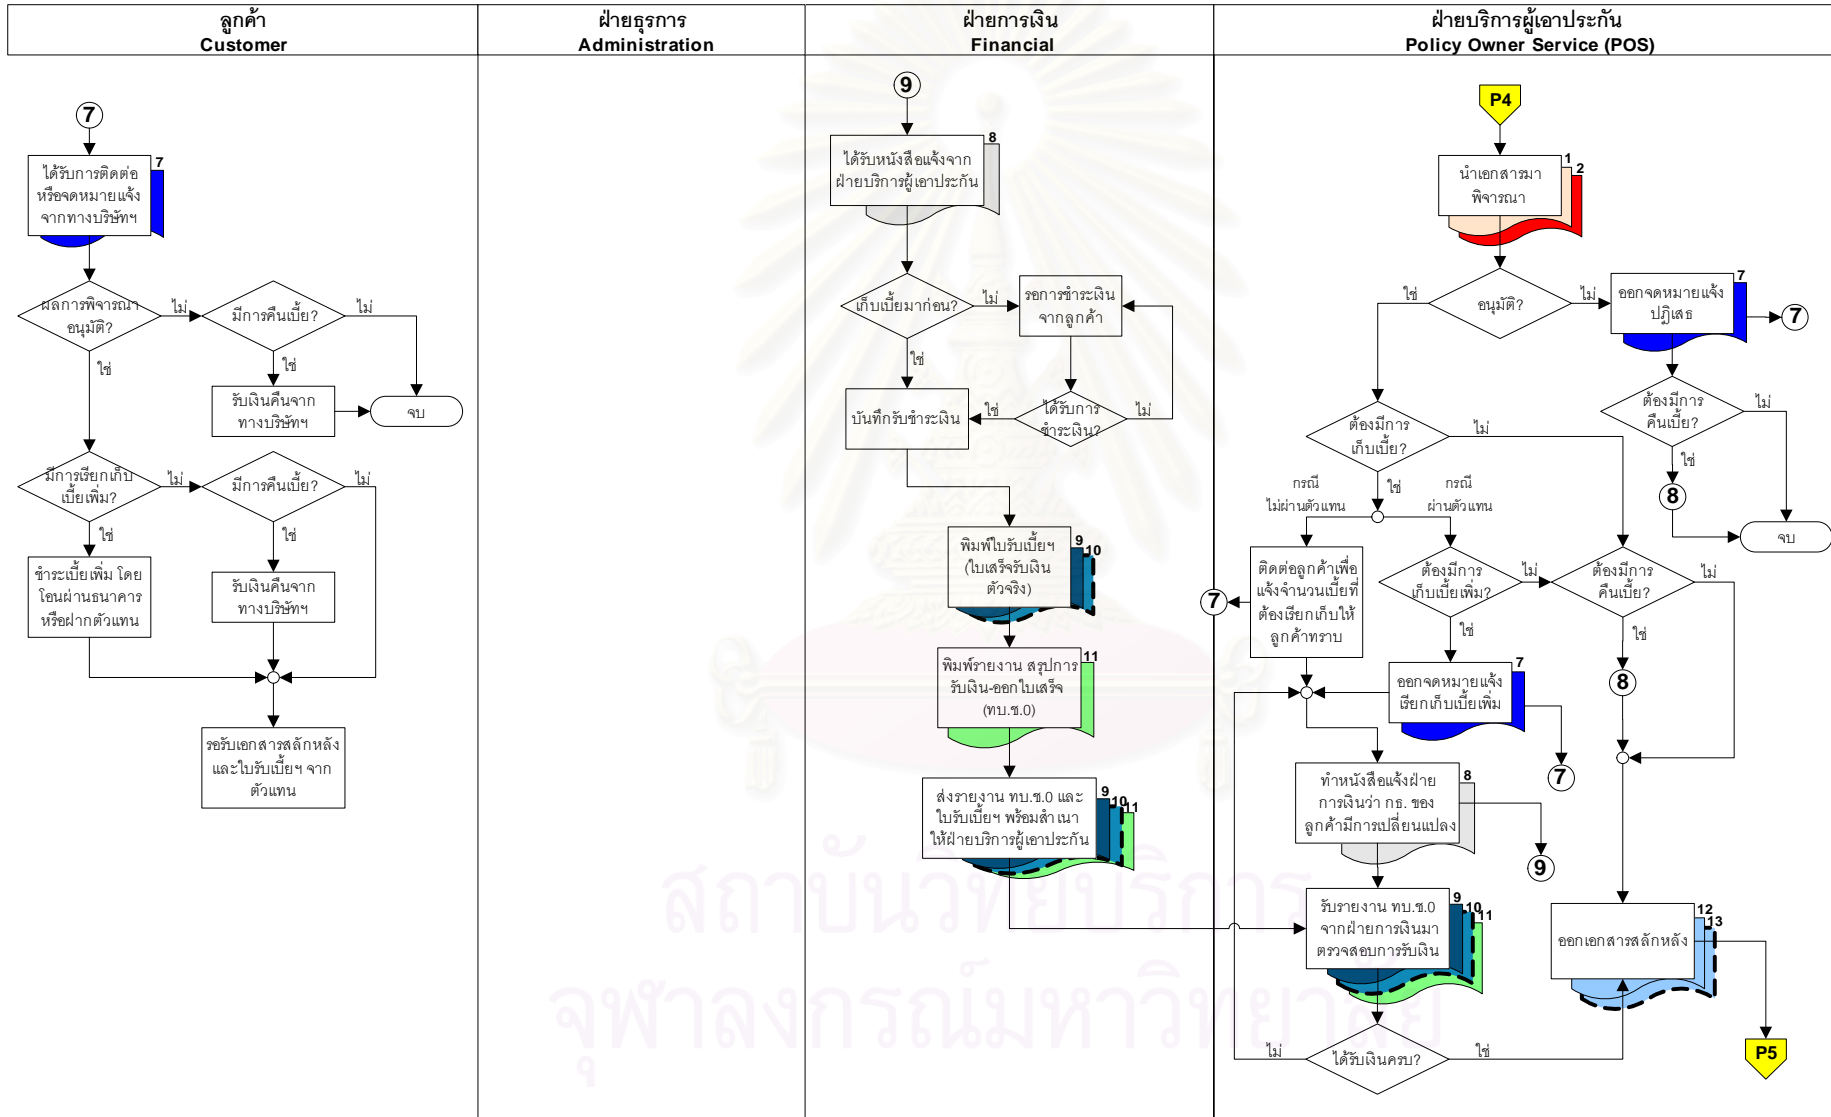 ลูกค้า
Customer
ฝ่ายธุรการ
Administration
ฝ่ายการเงิน
Financial
ฝ่ายบริการผู้เอาประกัน
Policy Owner Service (POS)
7
7
ได้รับการติดต่อ
หรือจดหมายแจ้ง
จากทางบริษัทฯ
ผลการพิจารณา
อนุมัติ?
ไม่
มีการคืนเบี้ย?
ไม่
ใช่
ใช่
รับเงินคืนจาก
ทางบริษัทฯ
จบ
มีการเรียกเก็บ
เบี้ยเพิ่ม?
ไม่
มีการคืนเบี้ย?
ไม่
ใช่
ใช่
ชำระเบี้ยเพิ่ม โดย
โอนผ่านธนาคาร
หรือฝากตัวแทน
รับเงินคืนจาก
ทางบริษัทฯ
รอรับเอกสารสลักหลัง
และใบรับเบี้ยฯ จาก
ตัวแทน
9
8
ได้รับหนังสือแจ้งจาก
ฝ่ายบริการผู้เอาประกัน
เก็บเบี้ยมาก่อน?
ไม่
รอการชำระเงิน
จากลูกค้า
ใช่
บันทึกรับชำระเงิน
ใช่
ได้รับการ
ชำระเงิน?
ไม่
9
10
พิมพ์ใบรับเบี้ยฯ
(ใบเสร็จรับเงิน
ตัวจริง)
11
พิมพ์รายงาน สรุปการ
รับเงิน-ออกใบเสร็จ
(ทบ.ช.0)
9
10
11
ส่งรายงาน ทบ.ช.0 และ
ใบรับเบี้ยฯ พร้อมสำเนา
ให้ฝ่ายบริการผู้เอาประกัน
P4
1
2
นำเอกสารมา
พิจารณา
ใช่
อนุมัติ?
ไม่
7
ออกจดหมายแจ้ง
ปฏิเสธ
7
ต้องมีการ
คืนเบี้ย?
ไม่
ใช่
8
จบ
ต้องมีการ
เก็บเบี้ย?
ไม่
ใช่
กรณี
ไม่ผ่านตัวแทน
กรณี
ผ่านตัวแทน
ติดต่อลูกค้าเพื่อ
แจ้งจำนวนเบี้ยที่
ต้องเรียกเก็บให้
ลูกค้าทราบ
7
ต้องมีการ
เก็บเบี้ยเพิ่ม?
ไม่
ต้องมีการ
คืนเบี้ย?
ไม่
ใช่
ใช่
8
7
ออกจดหมายแจ้ง
เรียกเก็บเบี้ยเพิ่ม
7
8
ทำหนังสือแจ้งฝ่าย
การเงินว่า กธ. ของ
ลูกค้ามีการเปลี่ยนแปลง
9
9
10
11
รับรายงาน ทบ.ช.0
จากฝ่ายการเงินมา
ตรวจสอบการรับเงิน
12
13
ออกเอกสารสลักหลัง
ไม่
ได้รับเงินครบ?
ใช่
P5
สถาบันวิทยบริการ
จุฬาลงกรณ์มหาวิทยาลัย